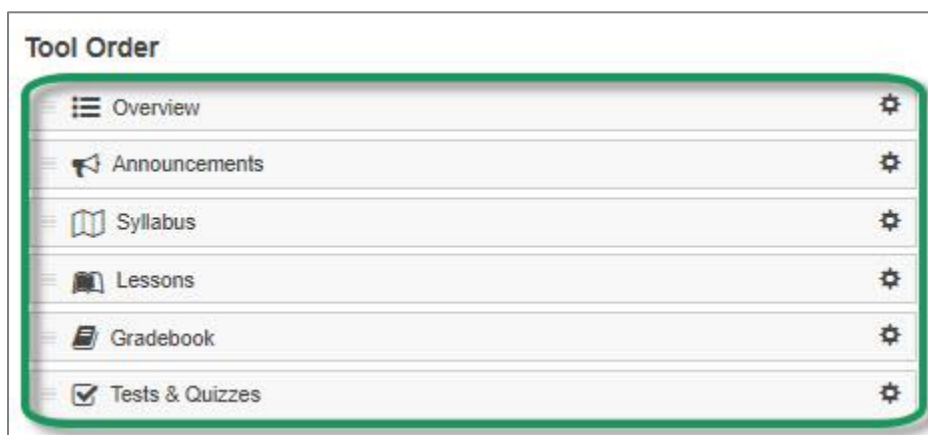 Tool Order
Overview
Announcements
Syllabus
Lessons
Gradebook
Tests & Quizzes